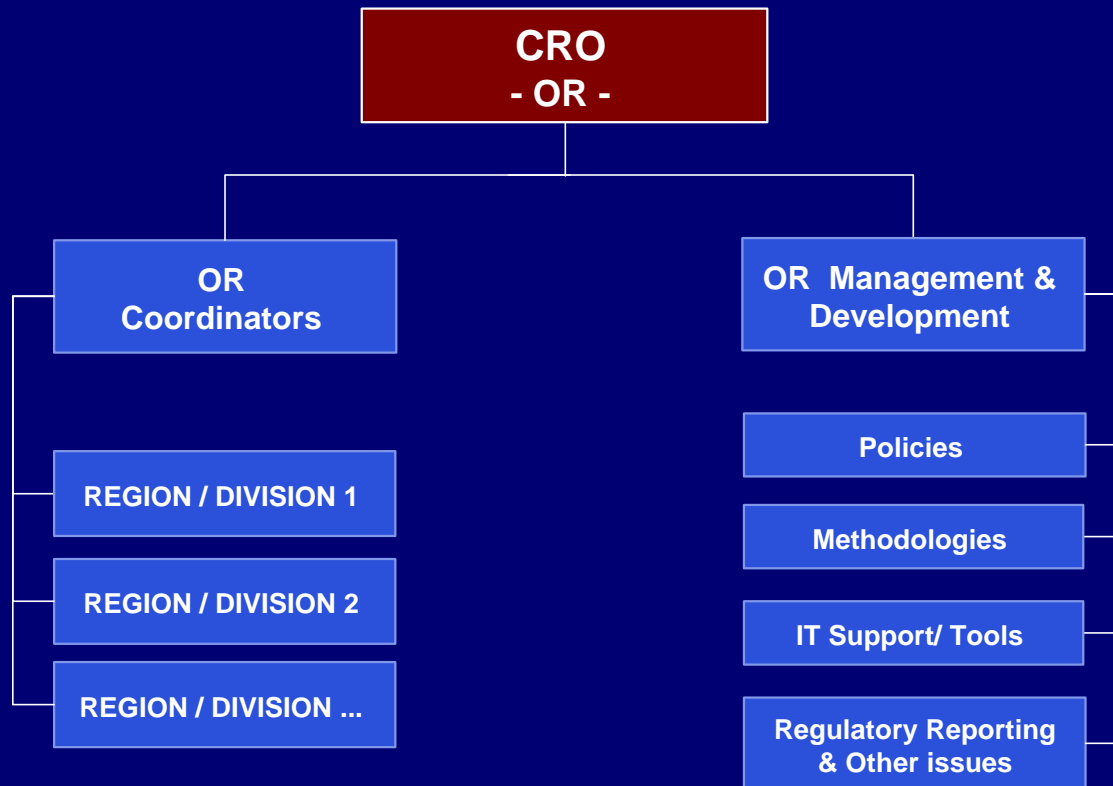 CRO
- OR -
OR
Coordinators
REGION / DIVISION 1
REGION / DIVISION 2
REGION / DIVISION ...
OR Management &
Development
Policies
Methodologies
IT Support/ Tools
Regulatory Reporting
& Other issues